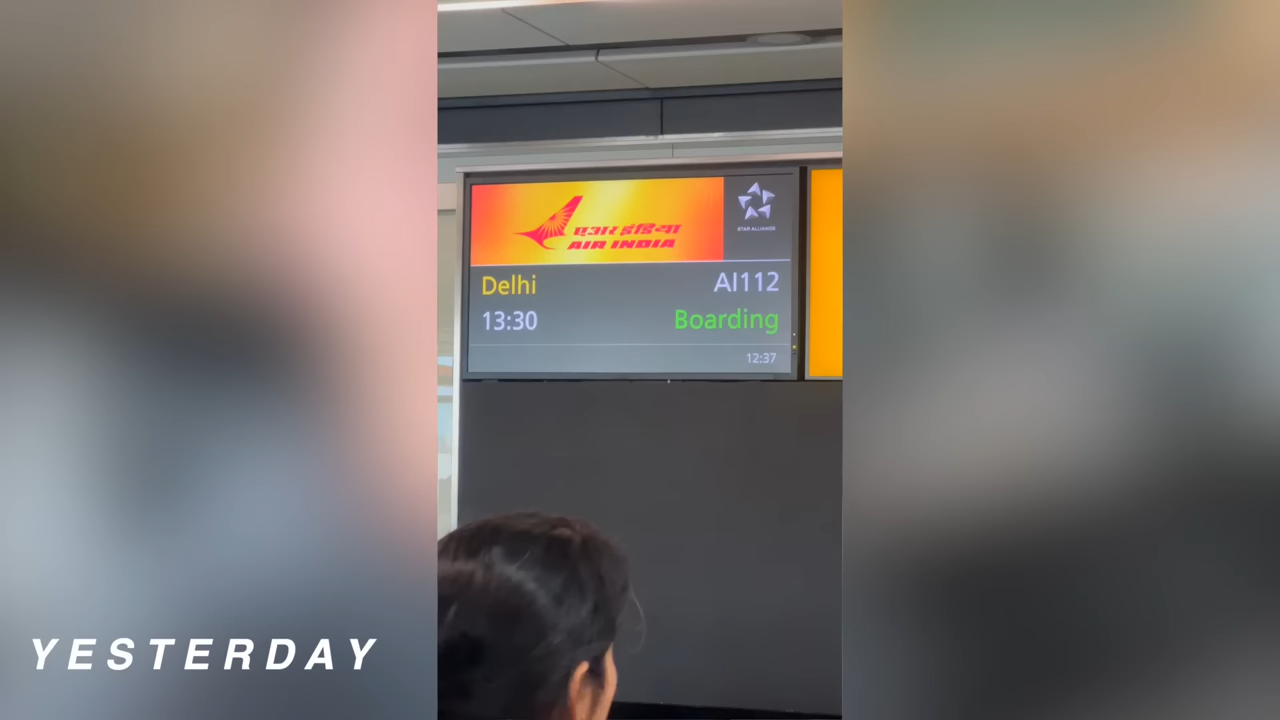 एअर इंडिया
AIR INDIA
STAR ALLIANCE
Delhi AI112
13:30 Boarding
12:37
YESTERDAY